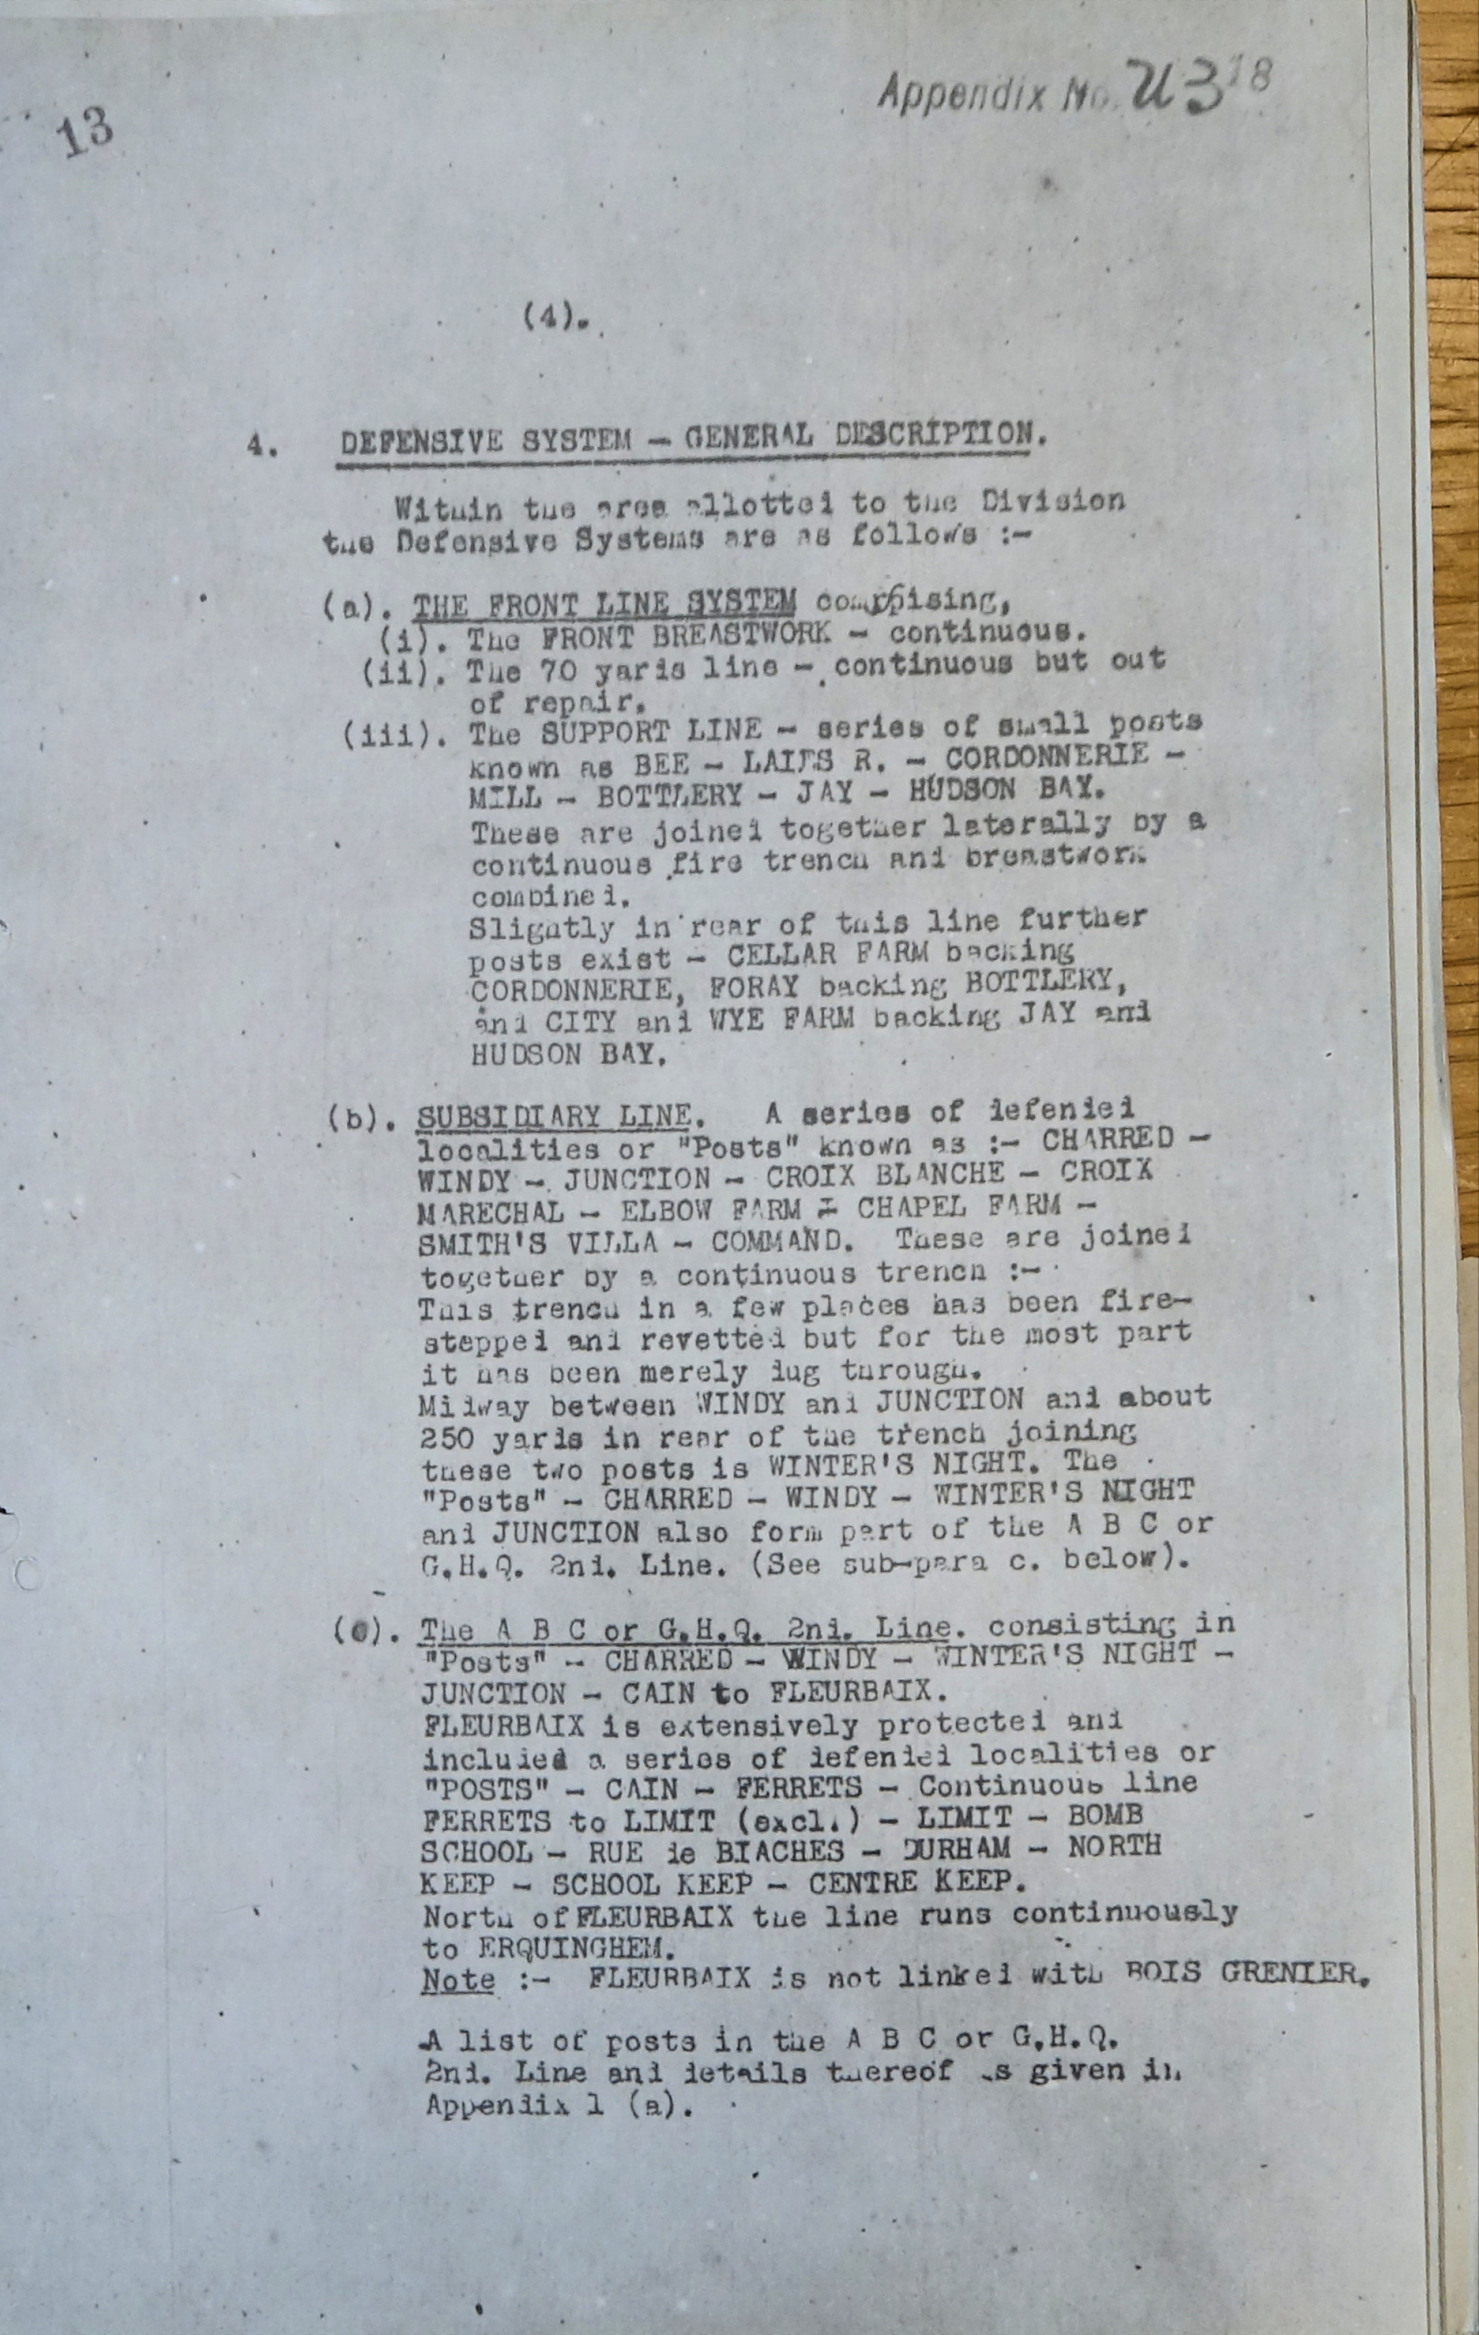 Appendix No. U3 18
13
(4).
4. DEFENSIVE SYSTEM - GENERAL DESCRIPTION.
Within the area allotted to the Division
the Defensive Systems are as follows :-
(a). THE FRONT LINE SYSTEM comprising,
(i). The FRONT BREASTWORK - continuous.
(ii). The 70 yards line - continuous but out
of repair.
(iii). The SUPPORT LINE - series of small posts
known as BEE - LAIES R. - CORDONNERIE -
MILL - BOTTLERY - JAY - HUDSON BAY.
These are joined together laterally by a
continuous fire trench and breastwork
combined.
Slightly in rear of this line further
posts exist - CELLAR FARM backing
CORDONNERIE, FORAY backing BOTTLERY,
and CITY and WYE FARM backing JAY and
HUDSON BAY.
(b). SUBSIDIARY LINE. A series of defended
localities or "Posts" known as :- CHARRED -
WINDY - JUNCTION - CROIX BLANCHE - CROIX
MARECHAL - ELBOW FARM - CHAPEL FARM -
SMITH'S VILLA - COMMAND. These are joined
together by a continuous trench :-
This trench in a few places has been fire-
stepped and revetted but for the most part
it has been merely dug through.
Midway between WINDY and JUNCTION and about
250 yards in rear of the trench joining
these two posts is WINTER'S NIGHT. The
"Posts" - CHARRED - WINDY - WINTER'S NIGHT
and JUNCTION also form part of the A B C or
G.H.Q. 2nd. Line. (See sub-para c. below).
(c). The A B C or G.H.Q. 2nd. Line. consisting in
"Posts" - CHARRED - WINDY - WINTER'S NIGHT -
JUNCTION - CAIN to FLEURBAIX.
FLEURBAIX is extensively protected and
included a series of defended localities or
"POSTS" - CAIN - FERRETS - Continuous line
FERRETS to LIMIT (excl.) - LIMIT - BOMB
SCHOOL - RUE de BIACHES - DURHAM - NORTH
KEEP - SCHOOL KEEP - CENTRE KEEP.
North of FLEURBAIX the line runs continuously
to ERQUINGHEM.
Note :- FLEURBAIX is not linked with BOIS GRENIER.
A list of posts in the A B C or G.H.Q.
2nd. Line and details thereof is given in
Appendix 1 (a).